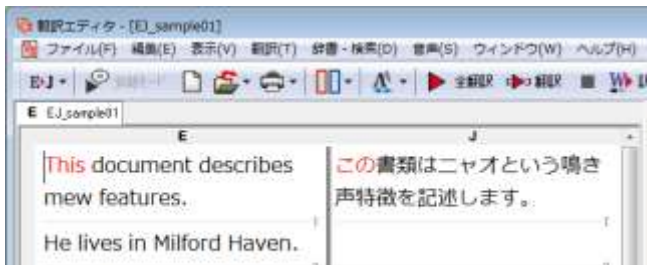 翻訳エディタ - [EJ_sample01]
ファイル(F) 編集(E) 表示(V) 翻訳(T) 辞書・検索(D) 音声(S) ウィンドウ(W) ヘルプ(H)
E›J 全翻訳 翻訳
E EJ_sample01
E J
This document describes
mew features.
この書類はニャオという鳴き
声特徴を記述します。
He lives in Milford Haven.